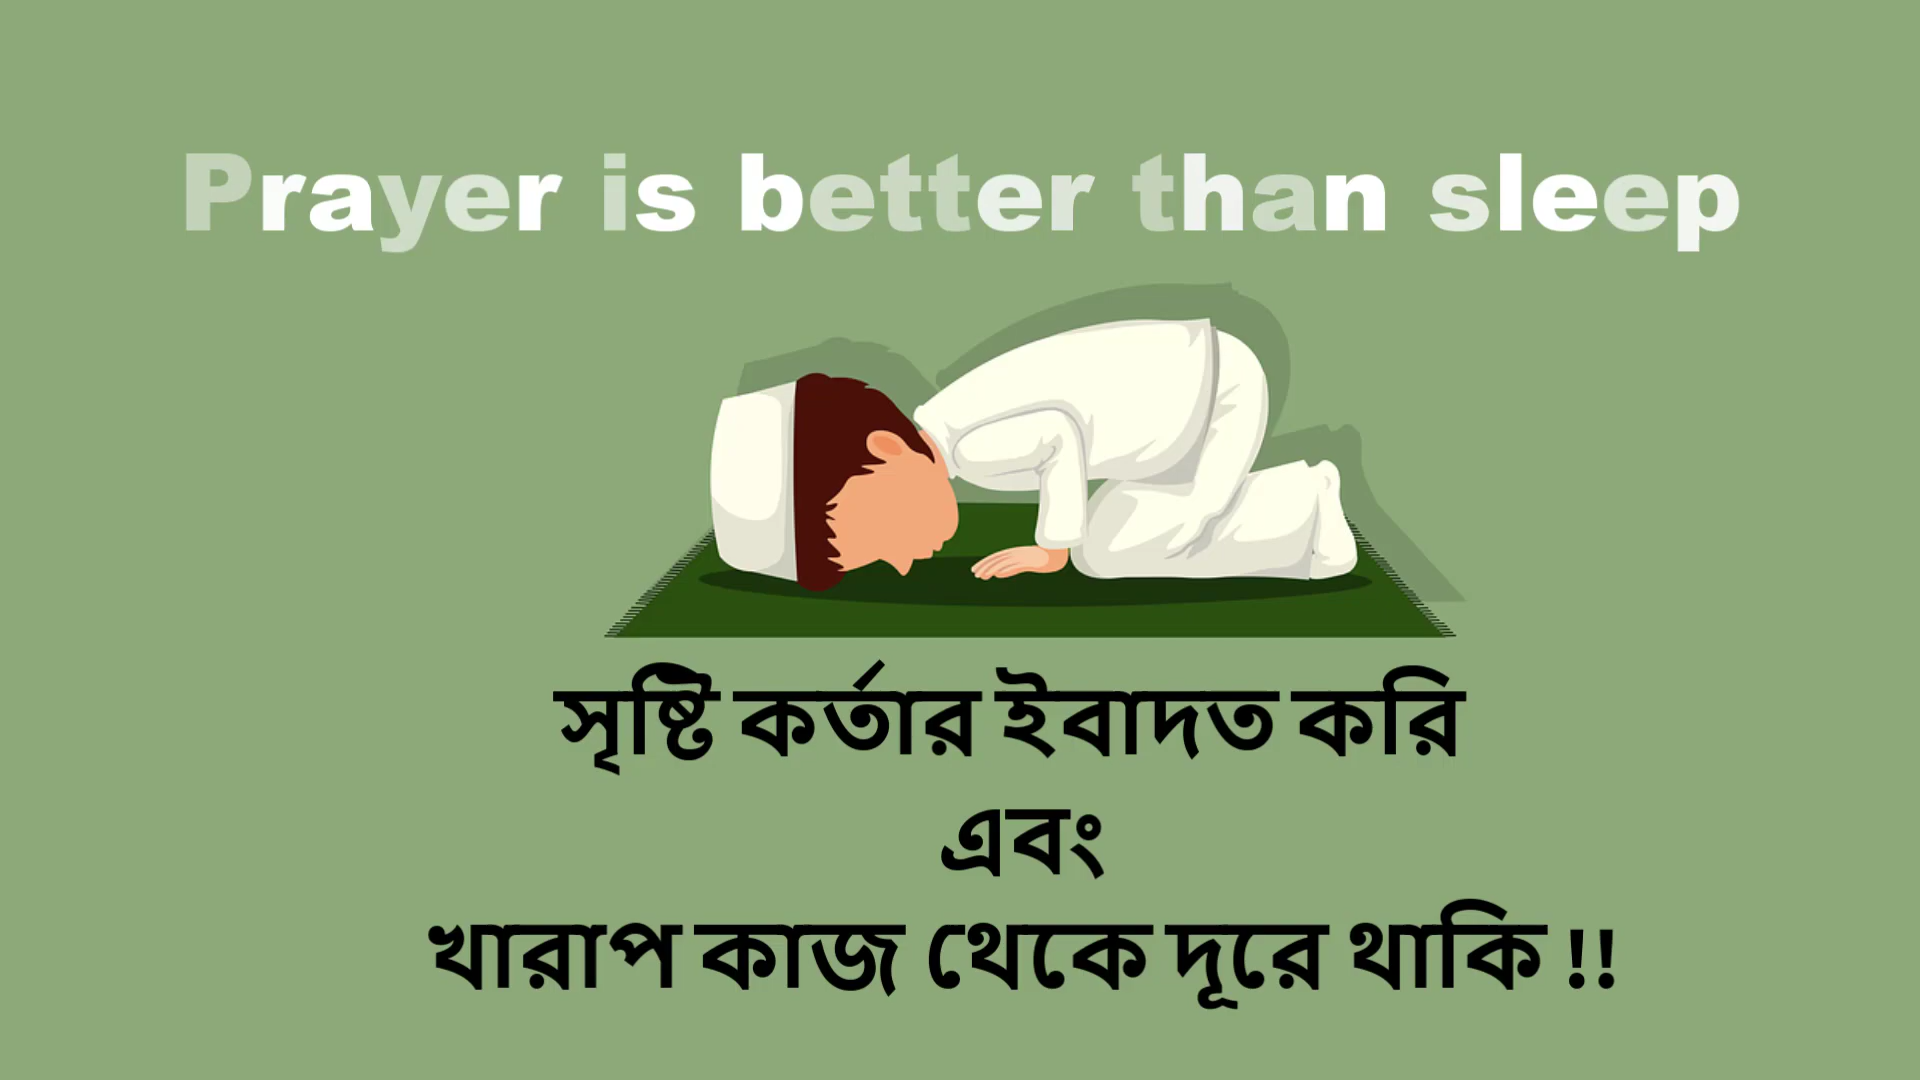 Prayer is better than sleep
সৃষ্টি কর্তার ইবাদত করি
এবং
খারাপ কাজ থেকে দূরে থাকি !!